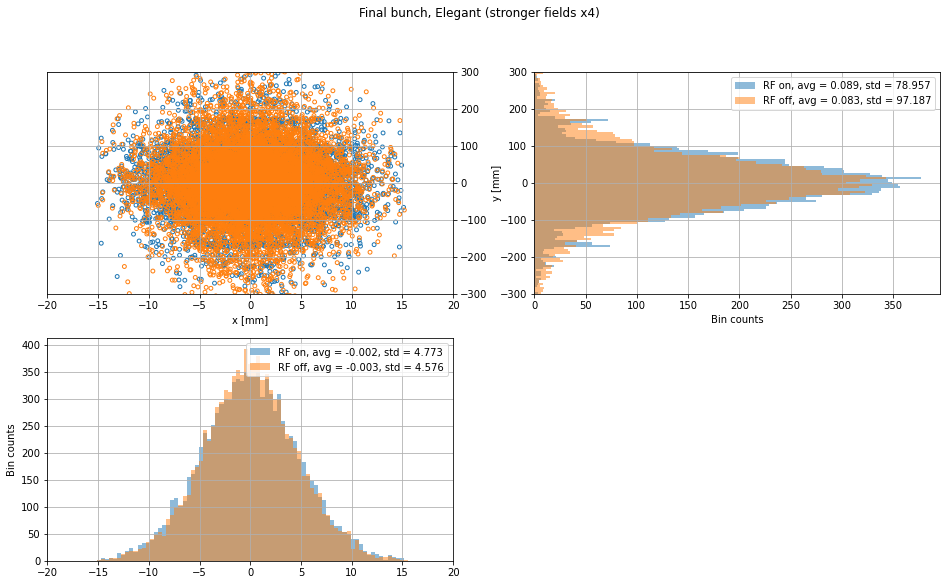 Final bunch, Elegant (stronger fields x4)
300
200
100
0
−100
−200
−300
−20 −15 −10 −5 0 5 10 15 20
x [mm]
RF on, avg = 0.089, std = 78.957
RF off, avg = 0.083, std = 97.187
y [mm]
300
200
100
0
−100
−200
−300
0 50 100 150 200 250 300 350
Bin counts
RF on, avg = -0.002, std = 4.773
RF off, avg = -0.003, std = 4.576
Bin counts
400
350
300
250
200
150
100
50
0
−20 −15 −10 −5 0 5 10 15 20